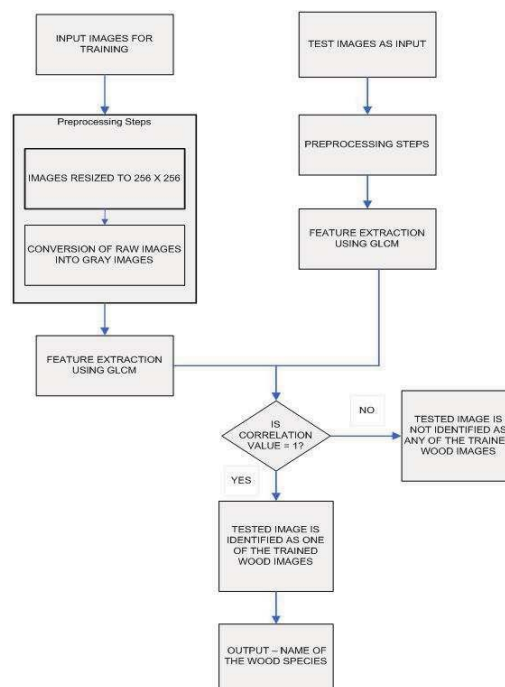 INPUT IMAGES FOR
TRAINING
Preprocessing Steps
IMAGES RESIZED TO 256 X 256
CONVERSION OF RAW IMAGES
INTO GRAY IMAGES
FEATURE EXTRACTION
USING GLCM
TEST IMAGES AS INPUT
PREPROCESSING STEPS
FEATURE EXTRACTION
USING GLCM
IS
CORRELATION
VALUE = 1?
NO
TESTED IMAGE IS
NOT IDENTIFIED AS
ANY OF THE TRAINED
WOOD IMAGES
YES
TESTED IMAGE IS
IDENTIFIED AS ONE
OF THE TRAINED
WOOD IMAGES
OUTPUT – NAME OF
THE WOOD SPECIES